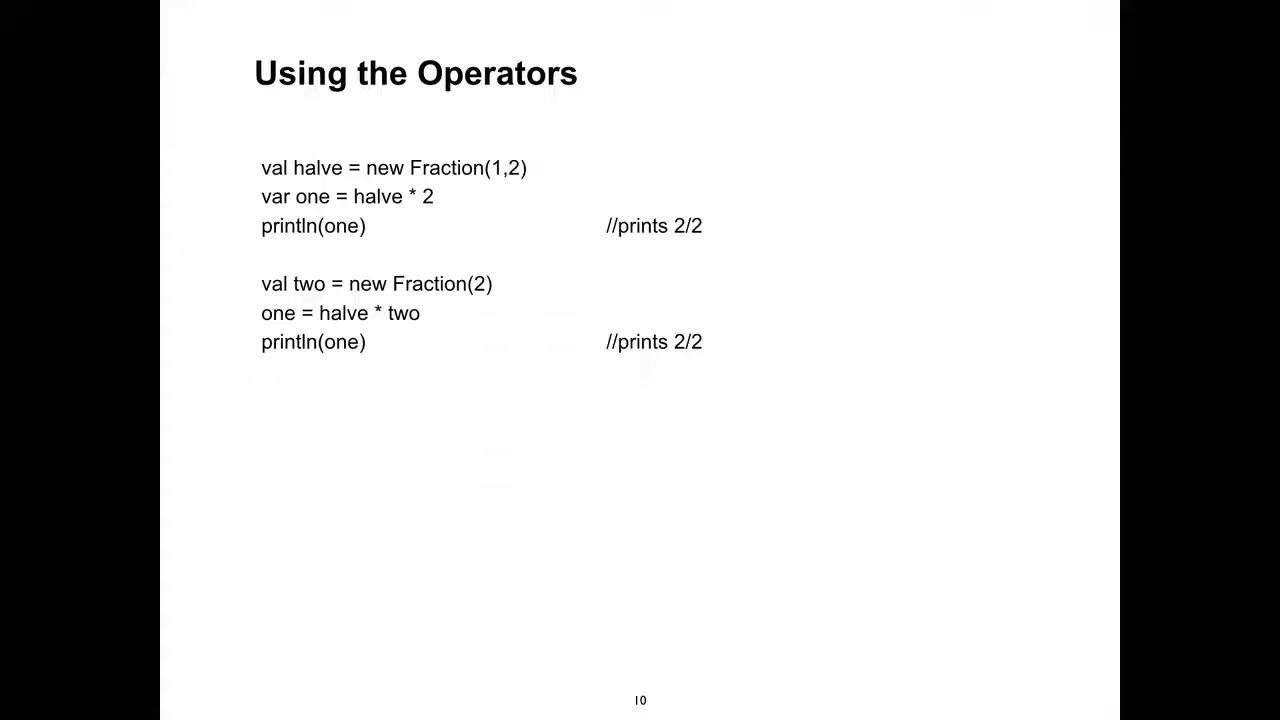 Using the Operators
val halve = new Fraction(1,2)
var one = halve * 2
println(one) //prints 2/2
val two = new Fraction(2)
one = halve * two
println(one) //prints 2/2
10